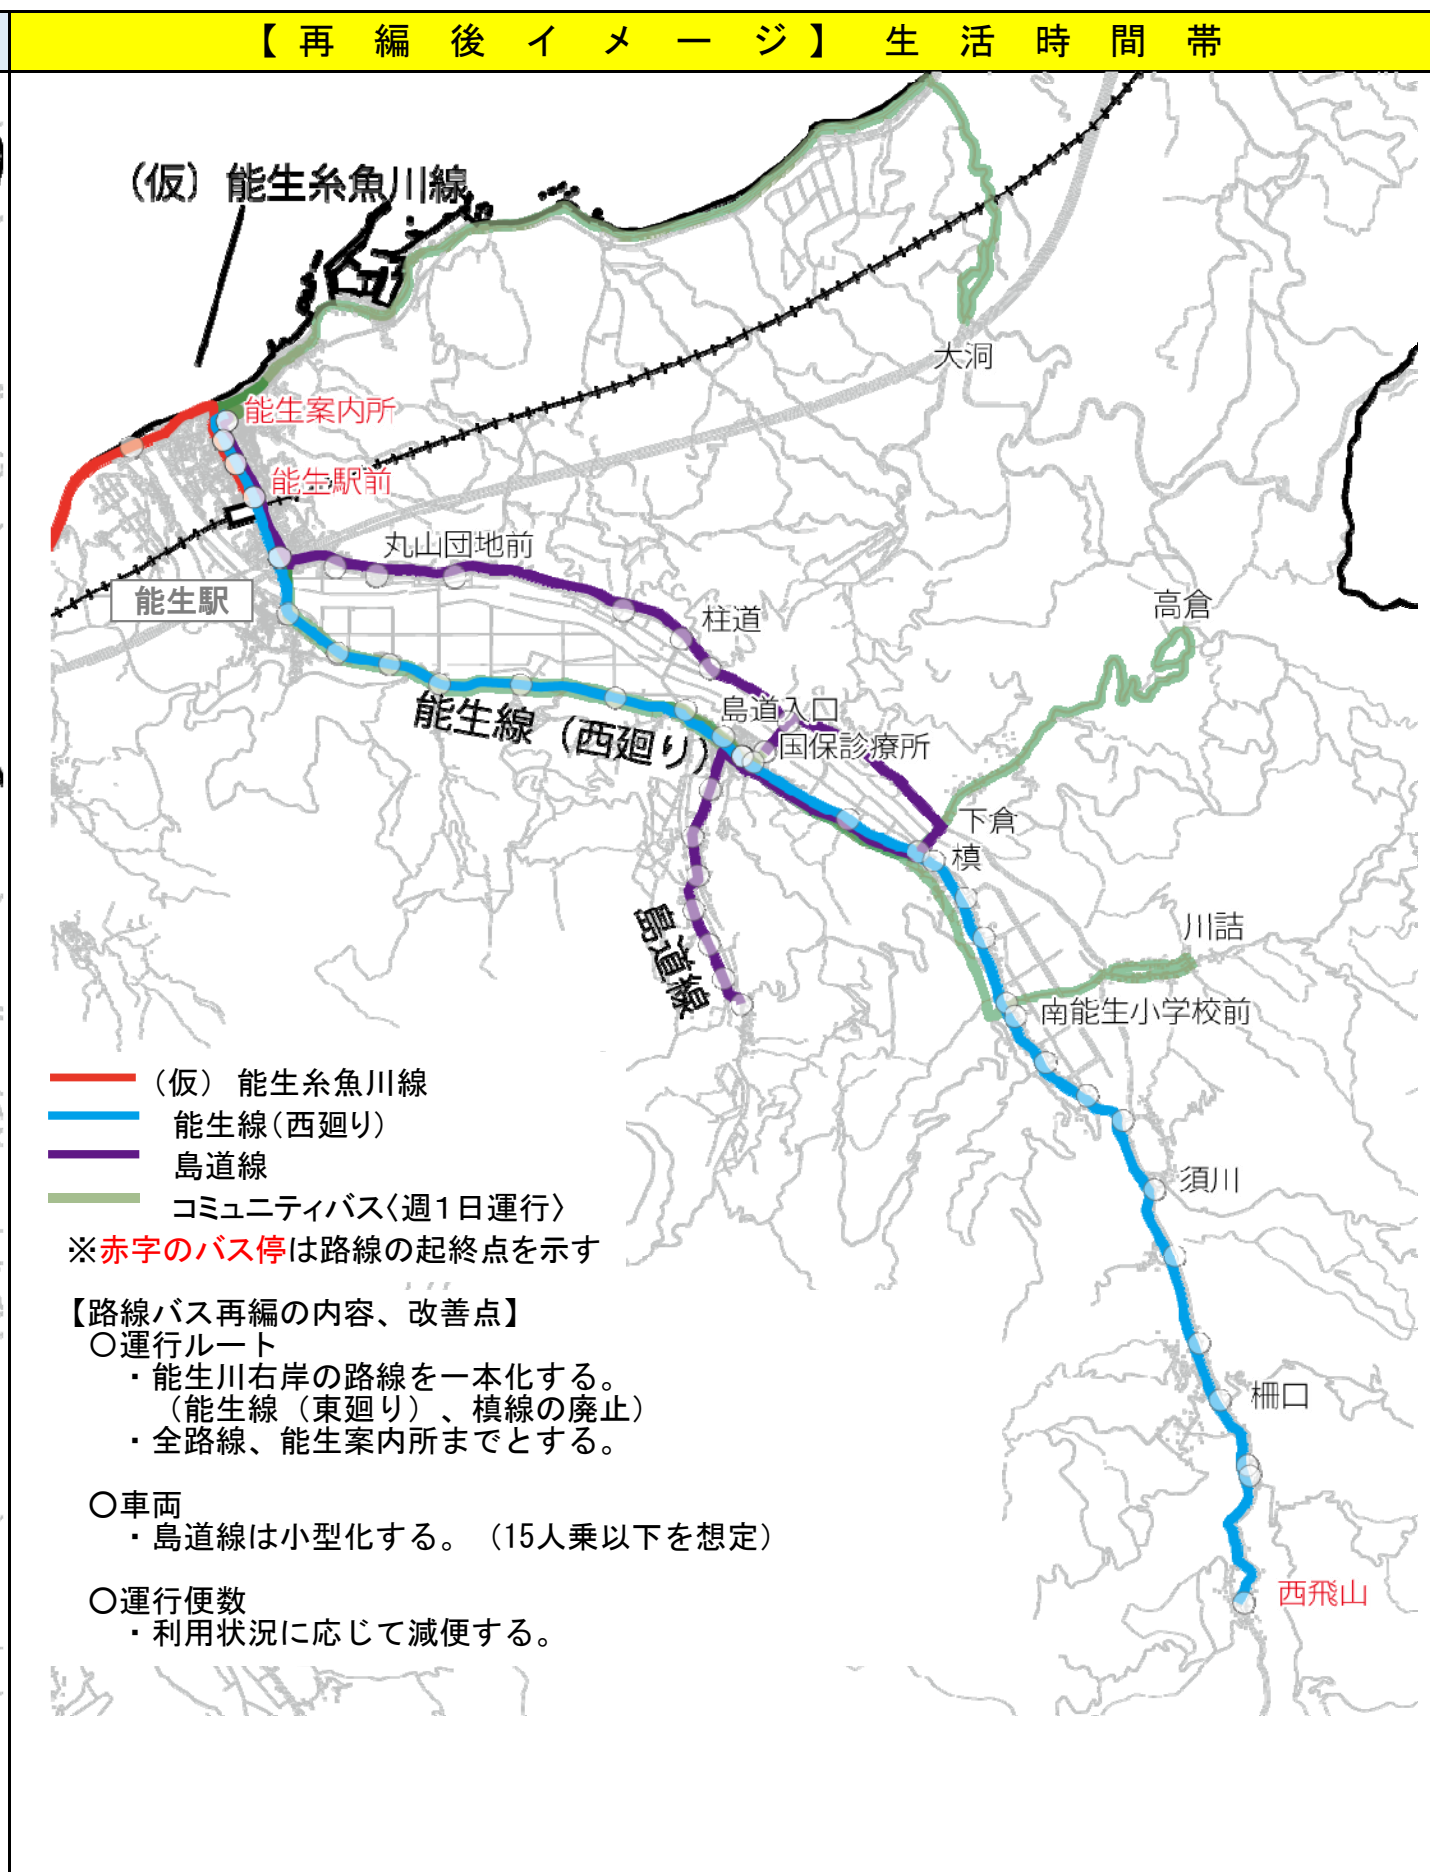 【再編後イメージ】生活時間帯
（仮）能生糸魚川線
大洞
能生案内所
能生駅前
丸山団地前
能生駅
高倉
柱道
島道入口
能生線（西廻り）
国保診療所
下倉
槙
島道線
川詰
南能生小学校前
（仮）能生糸魚川線
能生線（西廻り）
島道線
コミュニティバス〈週１日運行〉
※赤字のバス停は路線の起終点を示す
須川
【路線バス再編の内容、改善点】
○運行ルート
・能生川右岸の路線を一本化する。
（能生線（東廻り）、槙線の廃止）
・全路線、能生案内所までとする。
柵口
○車両
・島道線は小型化する。（15人乗以下を想定）
○運行便数
・利用状況に応じて減便する。
西飛山